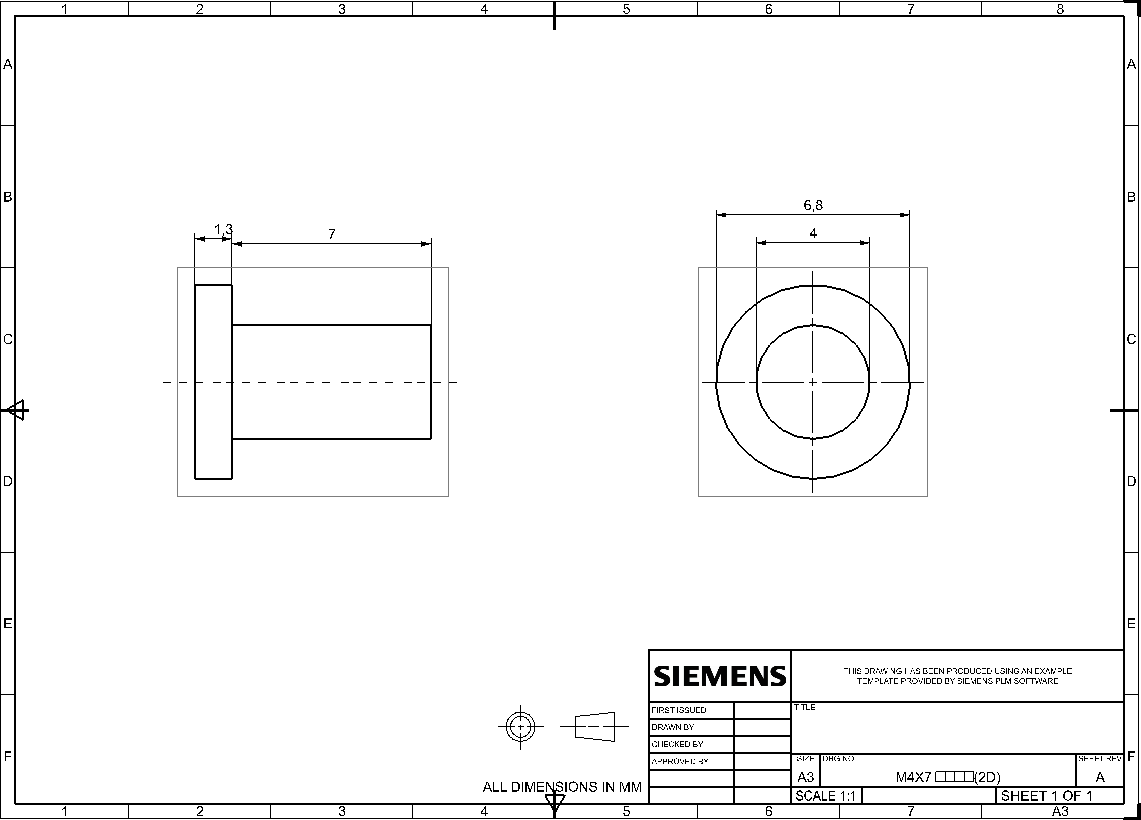 1 2 3 4 5 6 7 8
A A
B B
6,8
1,3 7 4
C C
D D
E E
SIEMENS
THIS DRAWING HAS BEEN PRODUCED USING AN EXAMPLE
TEMPLATE PROVIDED BY SIEMENS PLM SOFTWARE
FIRST ISSUED
TITLE
DRAWN BY
CHECKED BY
APPROVED BY
F F
SIZE DRG NO. SHEET REV
A3 M4X7 □□□□(2D) A
ALL DIMENSIONS IN MM
SCALE 1:1 SHEET 1 OF 1
1 2 3 4 5 6 7 A3